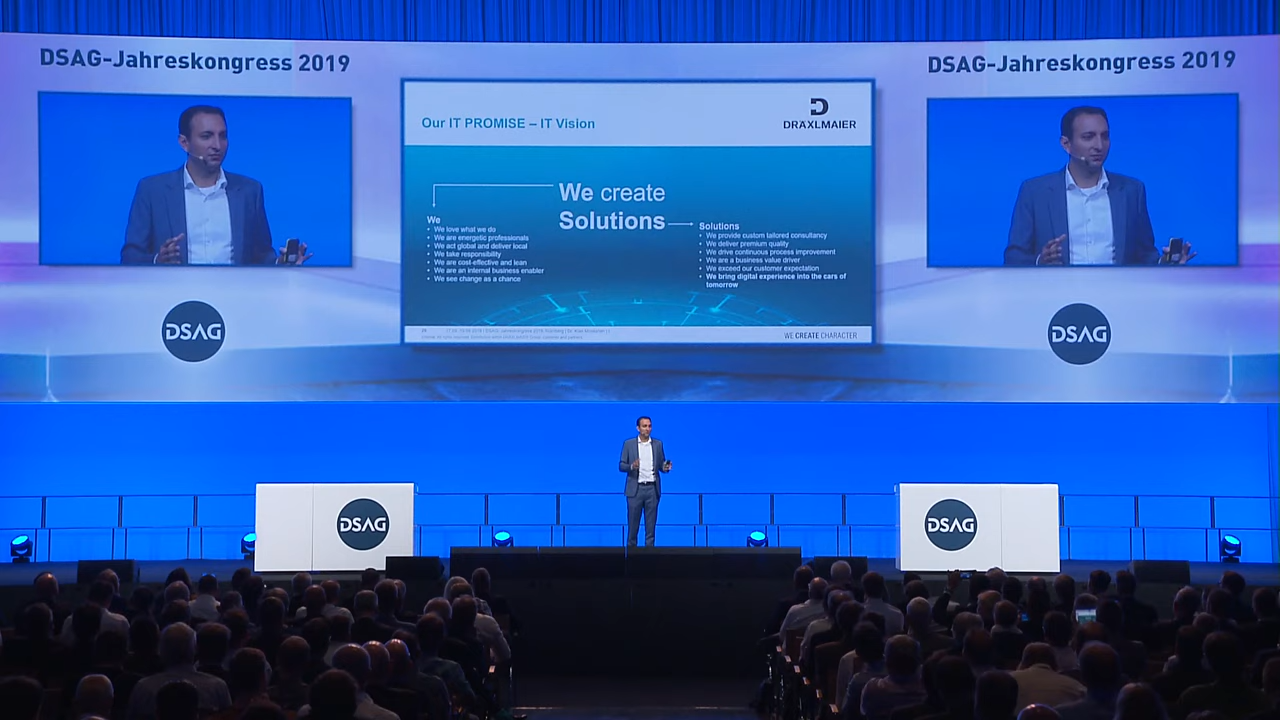 DSAG-Jahreskongress 2019
DSAG-Jahreskongress 2019
Our IT PROMISE – IT Vision
DRÄXLMAIER
We create
Solutions
We
• We love what we do
• We are energetic professionals
• We act global and deliver local
• We take responsibility
• We are cost-effective and lean
• We are an internal business enabler
• We see change as a chance
Solutions
• We provide custom tailored consultancy
• We deliver premium quality
• We drive continuous process improvement
• We are a business value driver
• We exceed our customer expectation
• We bring digital experience into the cars of
tomorrow
WE CREATE CHARACTER
DSAG
DSAG
DSAG
DSAG